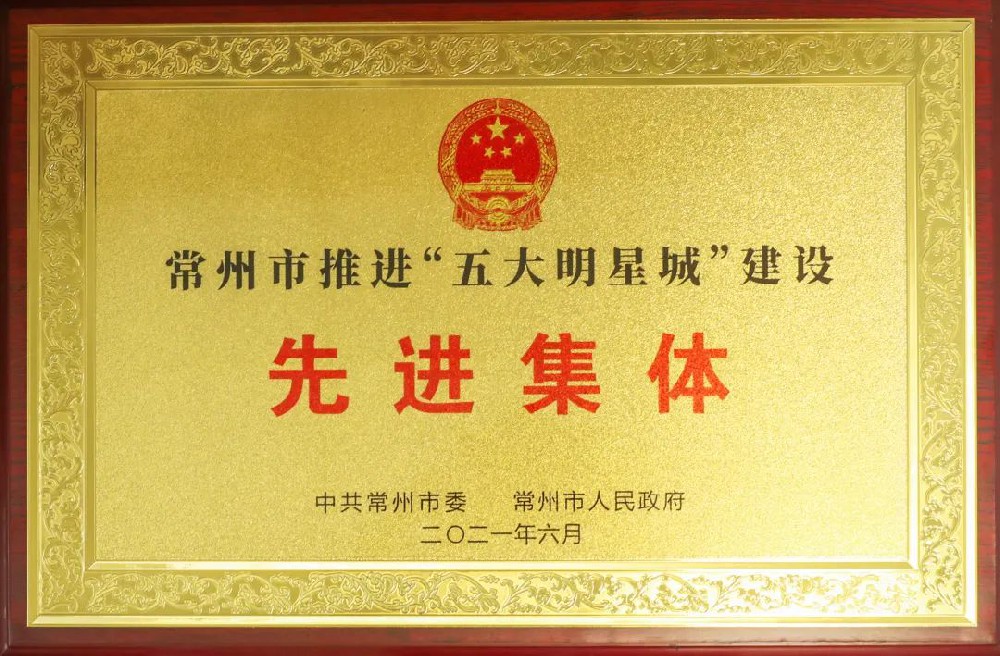 常州市推进“五大明星城”建设
先进集体
中共常州市委 常州市人民政府
二〇二一年六月